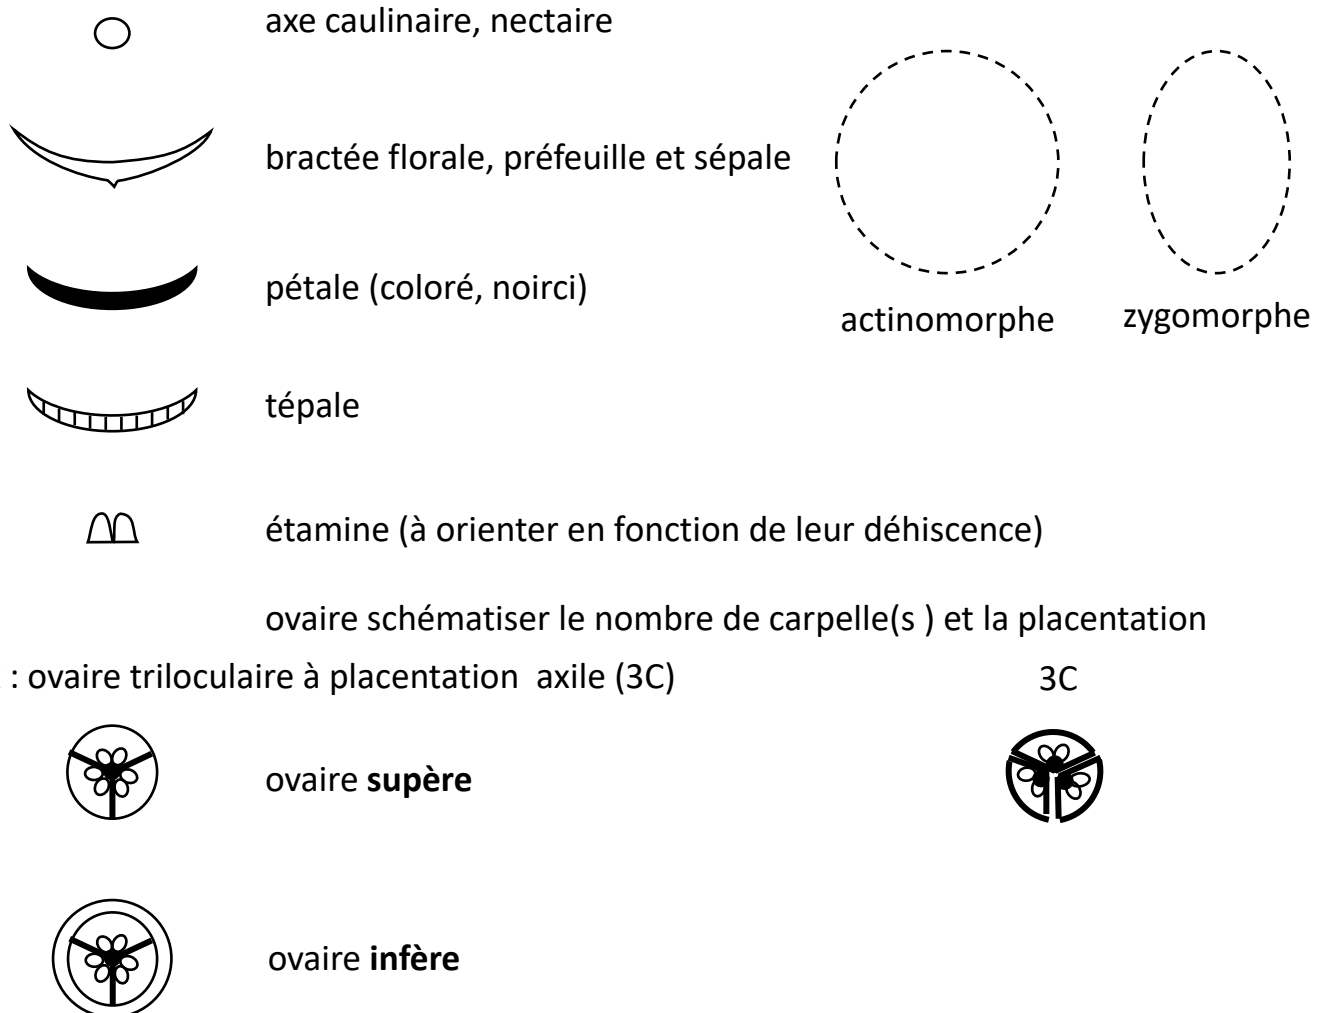 axe caulinaire, nectaire
bractée florale, préfeuille et sépale
pétale (coloré, noirci)
actinomorphe
zygomorphe
tépale
étamine (à orienter en fonction de leur déhiscence)
ovaire schématiser le nombre de carpelle(s ) et la placentation
: ovaire triloculaire à placentation axile (3C)
3C
ovaire supère
ovaire infère